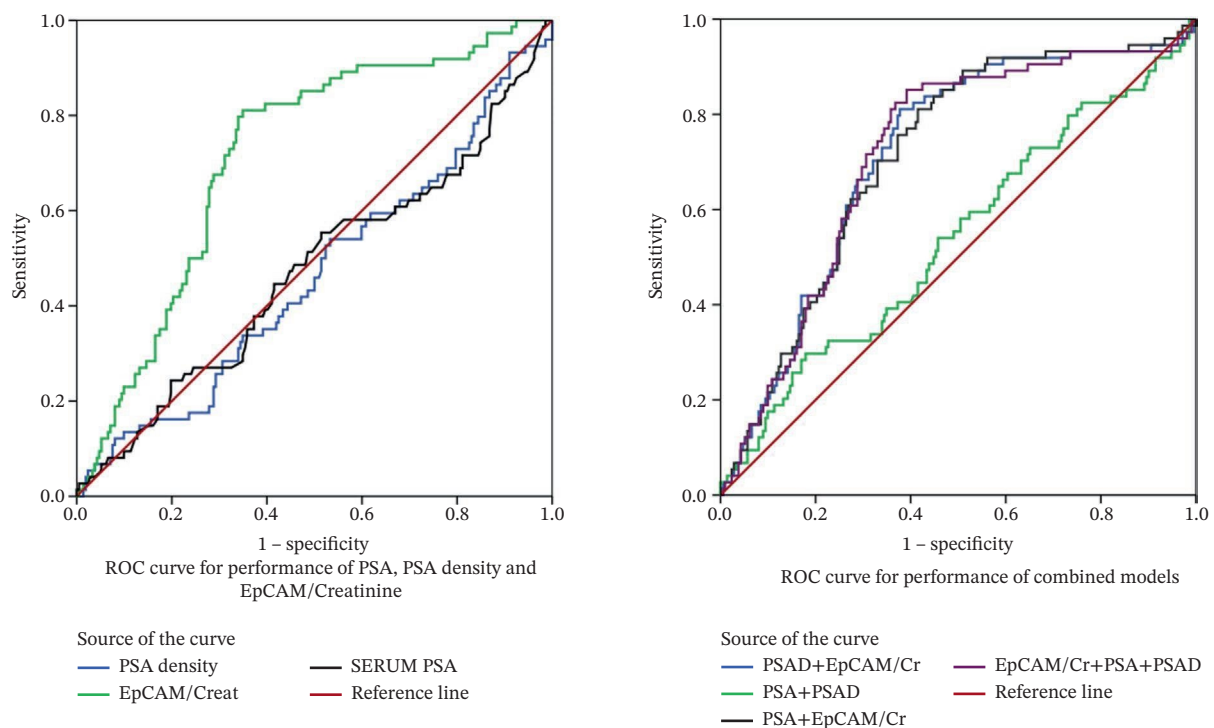 1.0
0.8
0.6
0.4
0.2
0.0
Sensitivity
0.0 0.2 0.4 0.6 0.8 1.0
1 – specificity
ROC curve for performance of PSA, PSA density and
EpCAM/Creatinine
Source of the curve
PSA density
EpCAM/Creat
SERUM PSA
Reference line
1.0
0.8
0.6
0.4
0.2
0.0
Sensitivity
0.0 0.2 0.4 0.6 0.8 1.0
1 – specificity
ROC curve for performance of combined models
Source of the curve
PSAD+EpCAM/Cr
PSA+PSAD
PSA+EpCAM/Cr
EpCAM/Cr+PSA+PSAD
Reference line